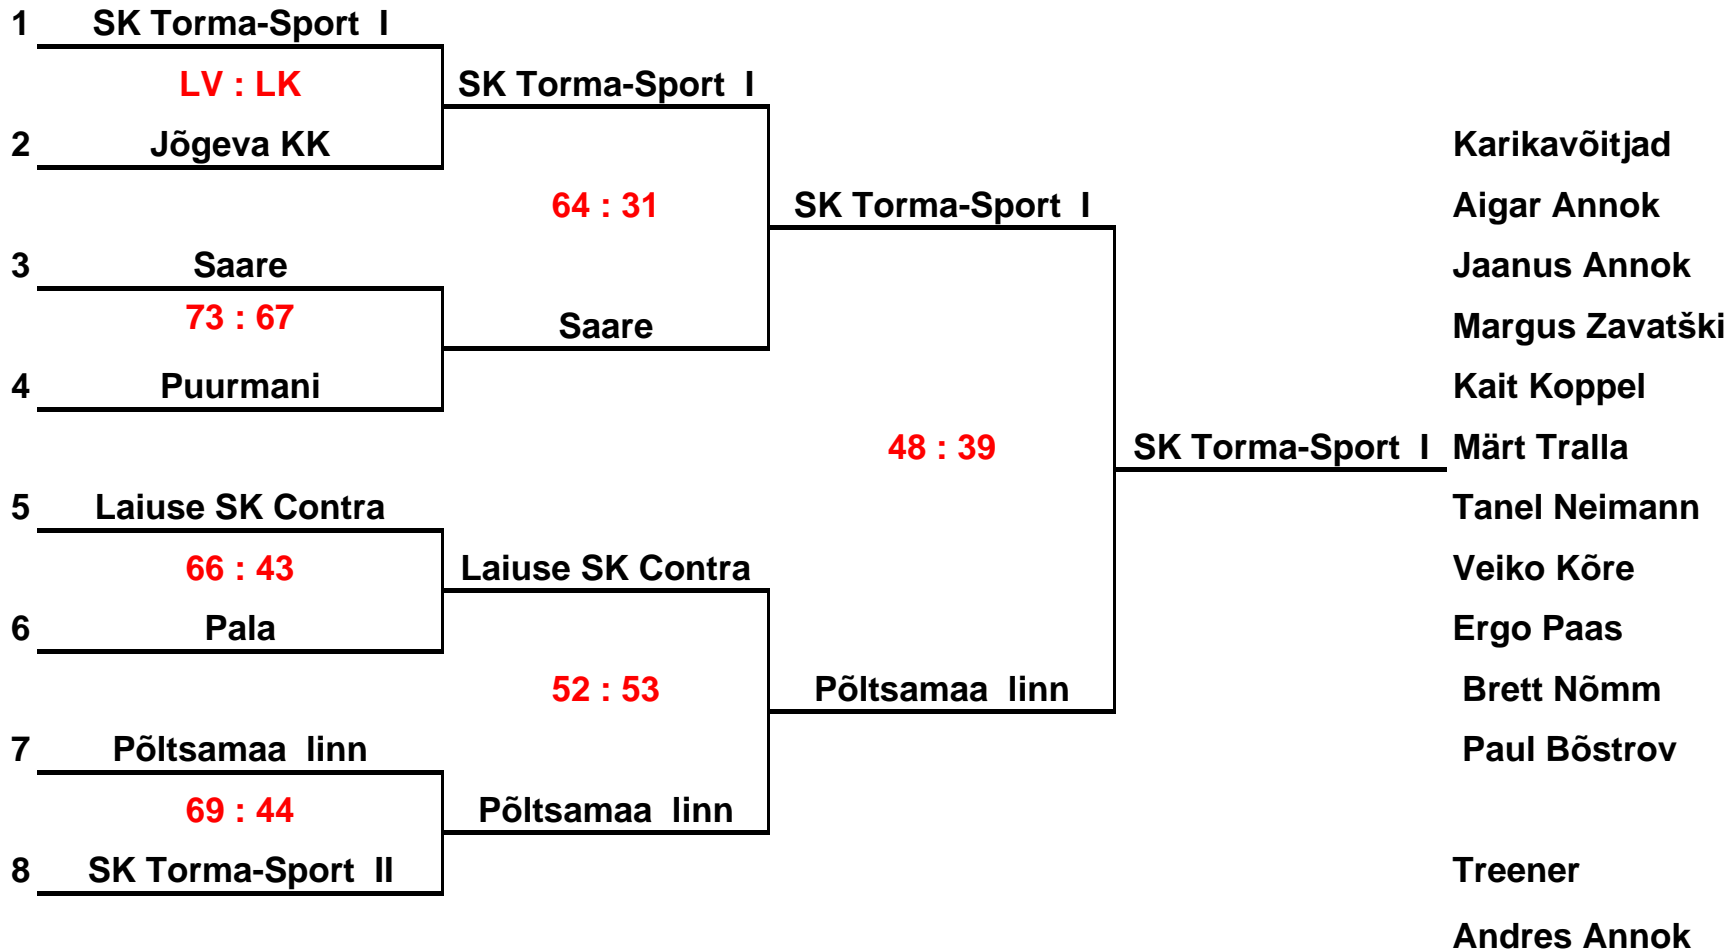 1 SK Torma-Sport I
LV : LK
SK Torma-Sport I
2 Jõgeva KK
Karikavõitjad
64 : 31
SK Torma-Sport I
Aigar Annok
3 Saare
Jaanus Annok
73 : 67
Saare
Margus Zavatški
4 Puurmani
Kait Koppel
48 : 39
SK Torma-Sport I
Märt Tralla
5 Laiuse SK Contra
Tanel Neimann
66 : 43
Laiuse SK Contra
Veiko Kõre
6 Pala
Ergo Paas
52 : 53
Põltsamaa linn
Brett Nõmm
7 Põltsamaa linn
Paul Bõstrov
69 : 44
Põltsamaa linn
8 SK Torma-Sport II
Treener
Andres Annok